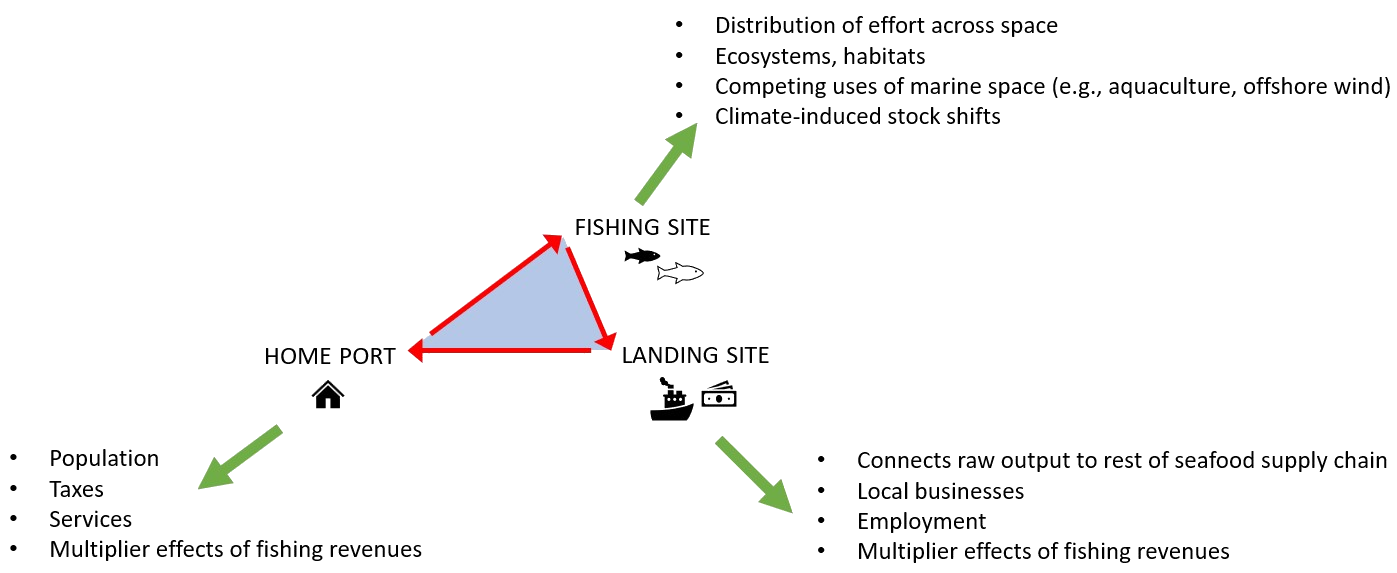 • Distribution of effort across space
• Ecosystems, habitats
• Competing uses of marine space (e.g., aquaculture, offshore wind)
• Climate-induced stock shifts
FISHING SITE
HOME PORT
LANDING SITE
• Population
• Taxes
• Services
• Multiplier effects of fishing revenues
• Connects raw output to rest of seafood supply chain
• Local businesses
• Employment
• Multiplier effects of fishing revenues